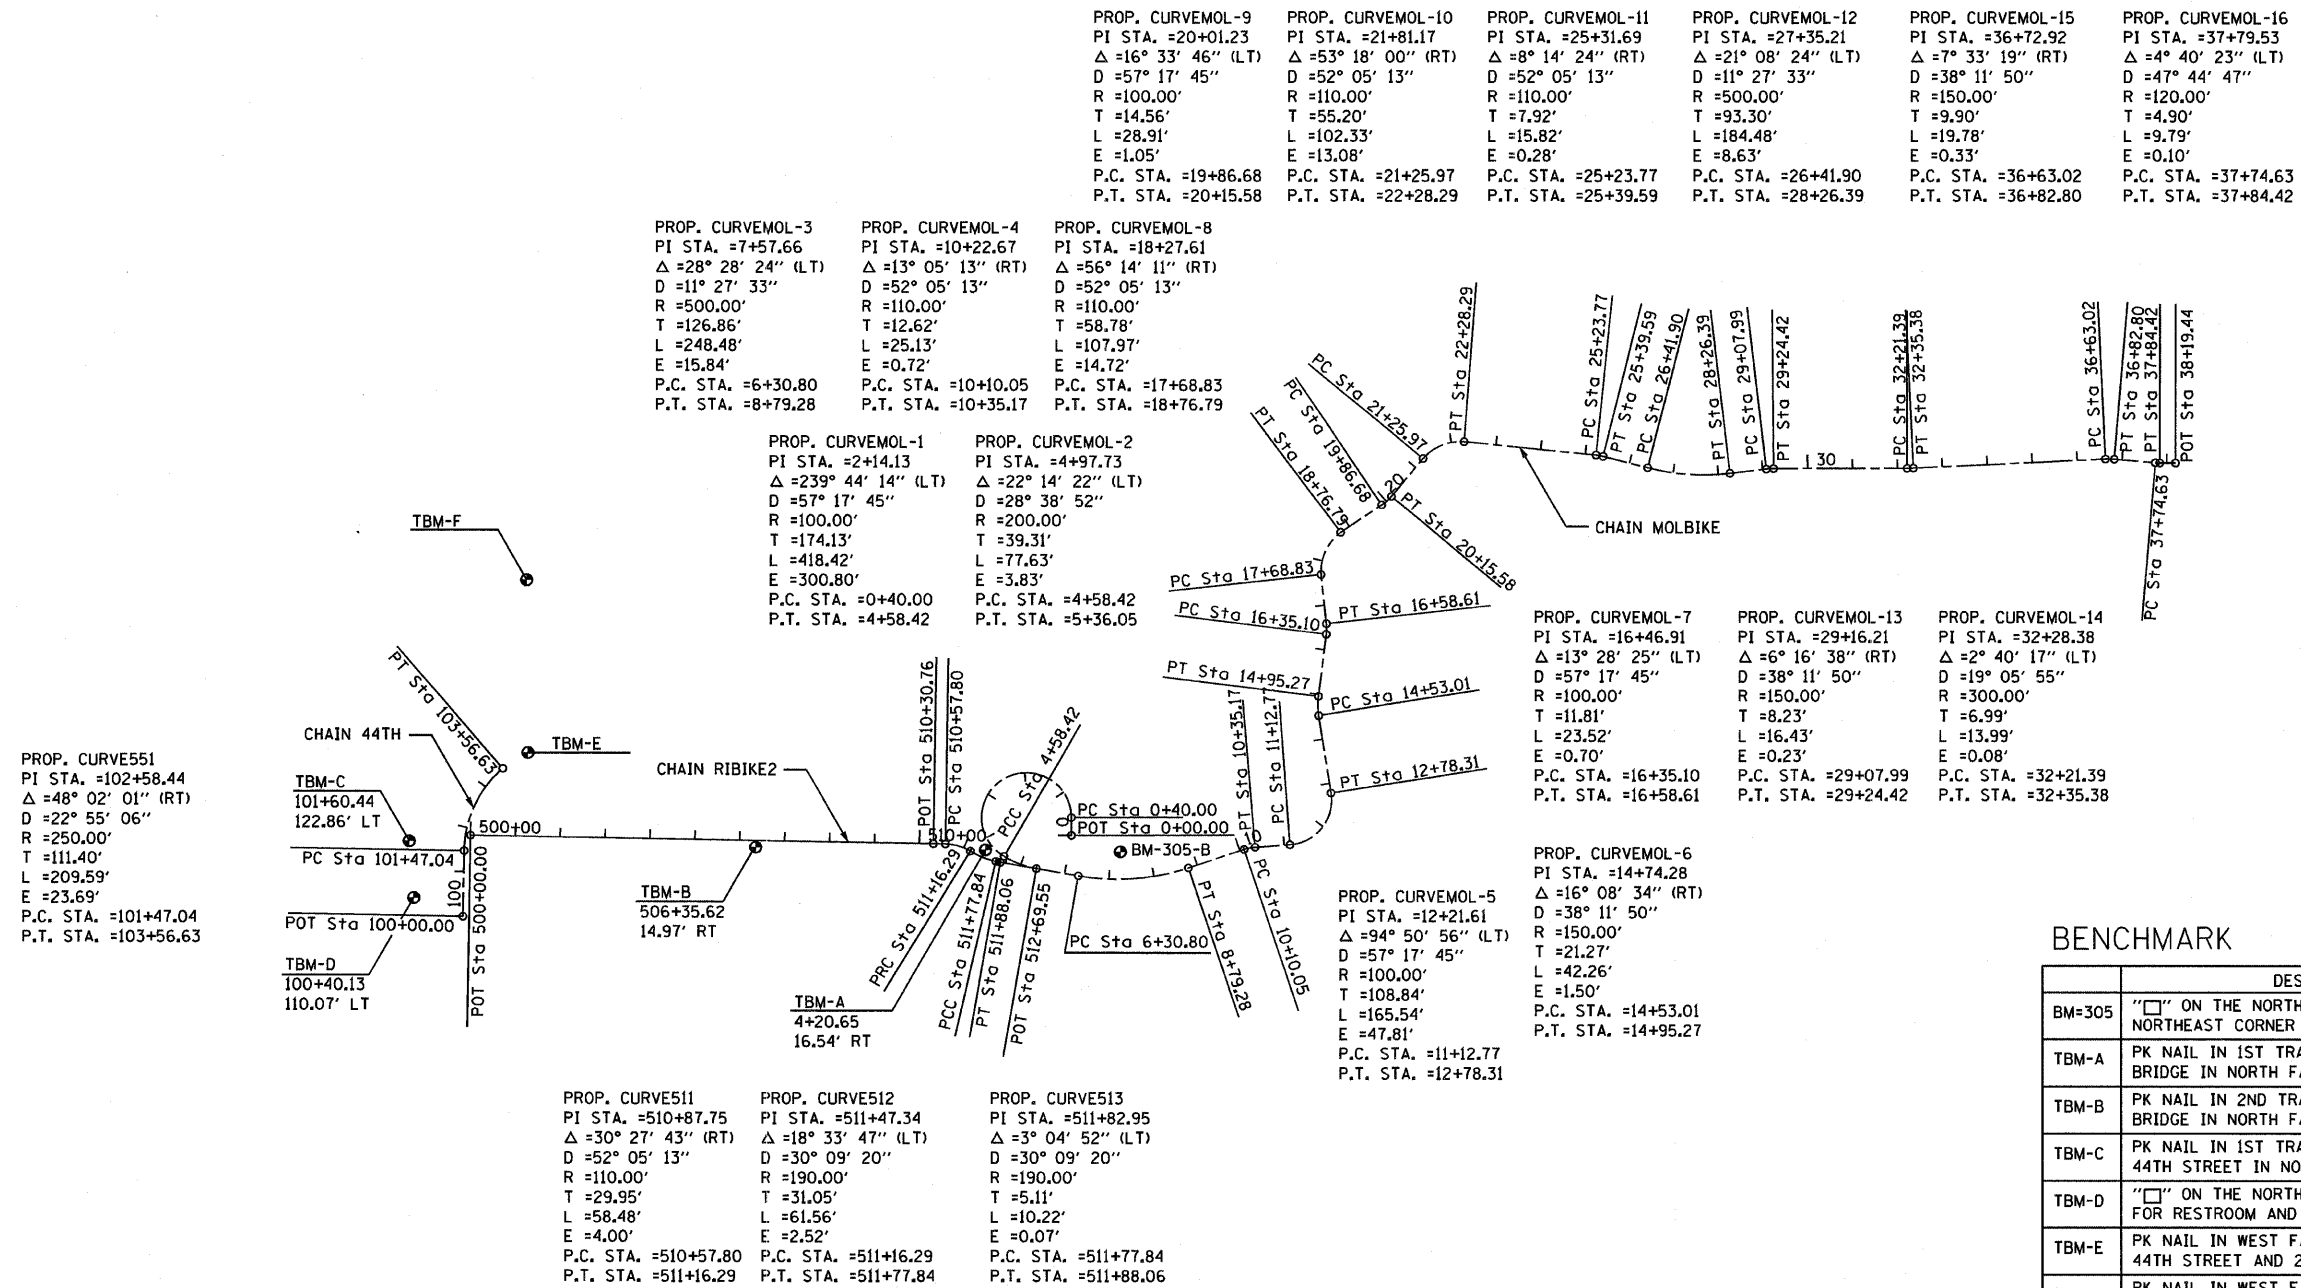 PROP. CURVEMOL-9
PI STA. =20+01.23
Δ =16° 33' 46'' (LT)
D =57° 17' 45''
R =100.00'
T =14.56'
L =28.91'
E =1.05'
P.C. STA. =19+86.68
P.T. STA. =20+15.58
PROP. CURVEMOL-10
PI STA. =21+81.17
Δ =53° 18' 00'' (RT)
D =52° 05' 13''
R =110.00'
T =55.20'
L =102.33'
E =13.08'
P.C. STA. =21+25.97
P.T. STA. =22+28.29
PROP. CURVEMOL-11
PI STA. =25+31.69
Δ =8° 14' 24'' (RT)
D =52° 05' 13''
R =110.00'
T =7.92'
L =15.82'
E =0.28'
P.C. STA. =25+23.77
P.T. STA. =25+39.59
PROP. CURVEMOL-12
PI STA. =27+35.21
Δ =21° 08' 24'' (LT)
D =11° 27' 33''
R =500.00'
T =93.30'
L =184.48'
E =8.63'
P.C. STA. =26+41.90
P.T. STA. =28+26.39
PROP. CURVEMOL-15
PI STA. =36+72.92
Δ =7° 33' 19'' (RT)
D =38° 11' 50''
R =150.00'
T =9.90'
L =19.78'
E =0.33'
P.C. STA. =36+63.02
P.T. STA. =36+82.80
PROP. CURVEMOL-16
PI STA. =37+79.53
Δ =4° 40' 23'' (LT)
D =47° 44' 47''
R =120.00'
T =4.90'
L =9.79'
E =0.10'
P.C. STA. =37+74.63
P.T. STA. =37+84.42
PROP. CURVEMOL-3
PI STA. =7+57.66
Δ =28° 28' 24'' (LT)
D =11° 27' 33''
R =500.00'
T =126.86'
L =248.48'
E =15.84'
P.C. STA. =6+30.80
P.T. STA. =8+79.28
PROP. CURVEMOL-4
PI STA. =10+22.67
Δ =13° 05' 13'' (RT)
D =52° 05' 13''
R =110.00'
T =12.62'
L =25.13'
E =0.72'
P.C. STA. =10+10.05
P.T. STA. =10+35.17
PROP. CURVEMOL-8
PI STA. =18+27.61
Δ =56° 14' 11'' (RT)
D =52° 05' 13''
R =110.00'
T =58.78'
L =107.97'
E =14.72'
P.C. STA. =17+68.83
P.T. STA. =18+76.79
PROP. CURVEMOL-1
PI STA. =2+14.13
Δ =239° 44' 14'' (LT)
D =57° 17' 45''
R =100.00'
T =174.13'
L =418.42'
E =300.80'
P.C. STA. =0+40.00
P.T. STA. =4+58.42
PROP. CURVEMOL-2
PI STA. =4+97.73
Δ =22° 14' 22'' (LT)
D =28° 38' 52''
R =200.00'
T =39.31'
L =77.63'
E =3.83'
P.C. STA. =4+58.42
P.T. STA. =5+36.05
PT Sta 18+76.79
PC Sta 19+86.68
PC Sta 21+25.97
PT Sta 22+28.29
PC Sta 25+23.77
PT Sta 25+39.59
PC Sta 26+41.90
PT Sta 28+26.39
PC Sta 29+07.99
PT Sta 29+24.42
PC Sta 32+21.39
PT Sta 32+35.38
PC Sta 36+63.02
PT Sta 36+82.80
PT Sta 37+84.42
POT Sta 38+19.44
PC Sta 37+74.63
30
20
PT Sta 20+15.58
CHAIN MOLBIKE
TBM-F
PC Sta 17+68.83
PC Sta 16+35.10
PT Sta 16+58.61
PT Sta 14+95.27
PC Sta 14+53.01
PT Sta 12+78.31
PROP. CURVEMOL-7
PI STA. =16+46.91
Δ =13° 28' 25'' (LT)
D =57° 17' 45''
R =100.00'
T =11.81'
L =23.52'
E =0.70'
P.C. STA. =16+35.10
P.T. STA. =16+58.61
PROP. CURVEMOL-13
PI STA. =29+16.21
Δ =6° 16' 38'' (RT)
D =38° 11' 50''
R =150.00'
T =8.23'
L =16.43'
E =0.23'
P.C. STA. =29+07.99
P.T. STA. =29+24.42
PROP. CURVEMOL-14
PI STA. =32+28.38
Δ =2° 40' 17'' (LT)
D =19° 05' 55''
R =300.00'
T =6.99'
L =13.99'
E =0.08'
P.C. STA. =32+21.39
P.T. STA. =32+35.38
PROP. CURVE551
PI STA. =102+58.44
Δ =48° 02' 01'' (RT)
D =22° 55' 06''
R =250.00'
T =111.40'
L =209.59'
E =23.69'
P.C. STA. =101+47.04
P.T. STA. =103+56.63
PT Sta 103+56.63
CHAIN 44TH
TBM-E
TBM-C
101+60.44
122.86' LT
PC Sta 101+47.04
100
POT Sta 100+00.00
TBM-D
100+40.13
110.07' LT
POT Sta 500+00.00
500+00
CHAIN RIBIKE2
TBM-B
506+35.62
14.97' RT
POT Sta 510+30.76
PC Sta 510+57.80
510+00
PCC Sta 4+58.42
PC Sta 0+40.00
POT Sta 0+00.00
0
BM-305-B
10
PT Sta 10+35.17
PC Sta 11+12.77
PRC Sta 511+16.29
PCC Sta 511+77.84
PT Sta 511+88.06
POT Sta 512+69.55
PC Sta 6+30.80
PT Sta 8+79.28
PC Sta 10+10.05
TBM-A
4+20.65
16.54' RT
PROP. CURVEMOL-5
PI STA. =12+21.61
Δ =94° 50' 56'' (LT)
D =57° 17' 45''
R =100.00'
T =108.84'
L =165.54'
E =47.81'
P.C. STA. =11+12.77
P.T. STA. =12+78.31
PROP. CURVEMOL-6
PI STA. =14+74.28
Δ =16° 08' 34'' (RT)
D =38° 11' 50''
R =150.00'
T =21.27'
L =42.26'
E =1.50'
P.C. STA. =14+53.01
P.T. STA. =14+95.27
PROP. CURVE511
PI STA. =510+87.75
Δ =30° 27' 43'' (RT)
D =52° 05' 13''
R =110.00'
T =29.95'
L =58.48'
E =4.00'
P.C. STA. =510+57.80
P.T. STA. =511+16.29
PROP. CURVE512
PI STA. =511+47.34
Δ =18° 33' 47'' (LT)
D =30° 09' 20''
R =190.00'
T =31.05'
L =61.56'
E =2.52'
P.C. STA. =511+16.29
P.T. STA. =511+77.84
PROP. CURVE513
PI STA. =511+82.95
Δ =3° 04' 52'' (LT)
D =30° 09' 20''
R =190.00'
T =5.11'
L =10.22'
E =0.07'
P.C. STA. =511+77.84
P.T. STA. =511+88.06
BENCHMARK
DES
BM=305 "□" ON THE NORTH
NORTHEAST CORNER
TBM-A PK NAIL IN 1ST TRA
BRIDGE IN NORTH FA
TBM-B PK NAIL IN 2ND TRA
BRIDGE IN NORTH FA
TBM-C PK NAIL IN 1ST TRA
44TH STREET IN NO
TBM-D "□" ON THE NORTH
FOR RESTROOM AND
TBM-E PK NAIL IN WEST FA
44TH STREET AND 2